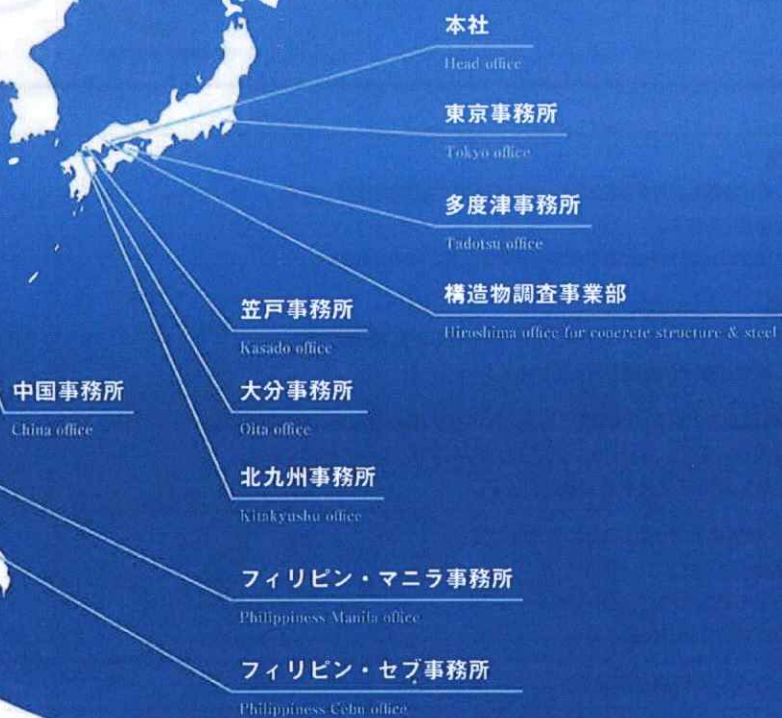 本社
Head office
東京事務所
Tokyo office
多度津事務所
Tadotsu office
構造物調査事業部
Hiroshima office for concrete structure & steel
笠戸事務所
Kasado office
大分事務所
Oita office
北九州事務所
Kitakyushu office
中国事務所
China office
フィリピン・マニラ事務所
Philippiness Manila office
フィリピン・セブ事務所
Philippiness Cebu office